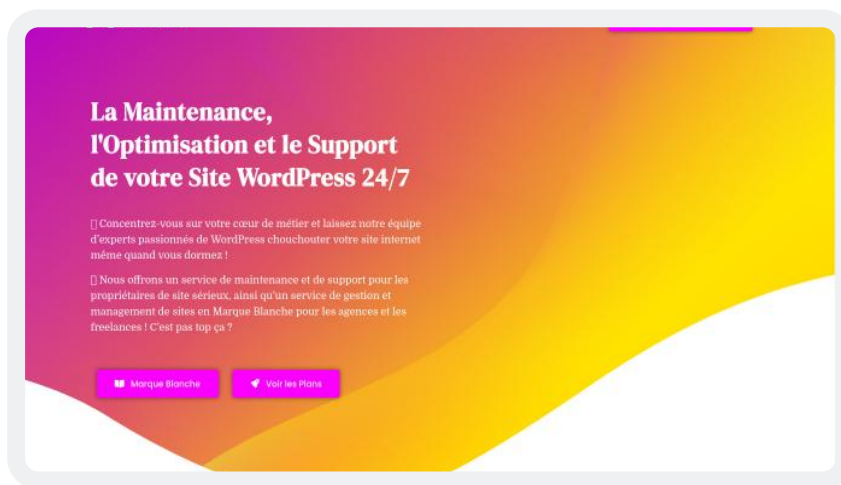 La Maintenance,
l'Optimisation et le Support
de votre Site WordPress 24/7
Concentrez-vous sur votre cœur de métier et laissez notre équipe
d'experts passionnés de WordPress chouchouter votre site internet
même quand vous dormez !
Nous offrons un service de maintenance et de support pour les
propriétaires de site sérieux, ainsi qu'un service de gestion et
management de sites en Marque Blanche pour les agences et les
freelances ! C'est pas top ça ?
Marque Blanche
Voir les Plans